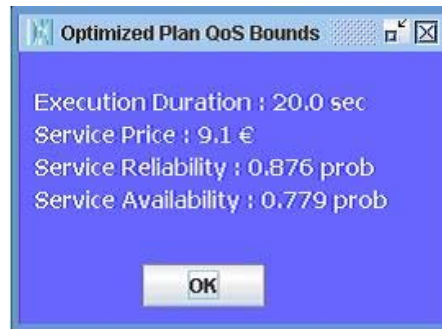 Optimized Plan QoS Bounds
Execution Duration : 20.0 sec
Service Price : 9.1 €
Service Reliability : 0.876 prob
Service Availability : 0.779 prob
OK